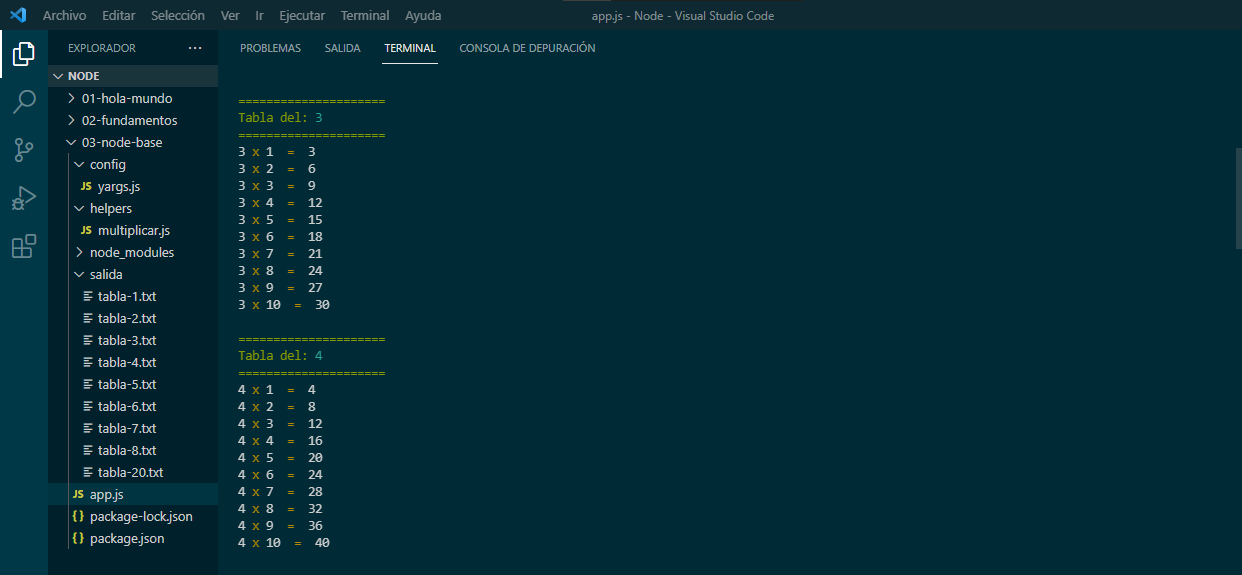 Archivo Editar Selección Ver Ir Ejecutar Terminal Ayuda
app.js - Node - Visual Studio Code
EXPLORADOR ...
NODE
01-hola-mundo
02-fundamentos
03-node-base
config
JS yargs.js
helpers
JS multiplicar.js
node_modules
salida
tabla-1.txt
tabla-2.txt
tabla-3.txt
tabla-4.txt
tabla-5.txt
tabla-6.txt
tabla-7.txt
tabla-8.txt
tabla-20.txt
JS app.js
{} package-lock.json
{} package.json
PROBLEMAS SALIDA TERMINAL CONSOLA DE DEPURACIÓN
=====================
Tabla del: 3
=====================
3 x 1 = 3
3 x 2 = 6
3 x 3 = 9
3 x 4 = 12
3 x 5 = 15
3 x 6 = 18
3 x 7 = 21
3 x 8 = 24
3 x 9 = 27
3 x 10 = 30
=====================
Tabla del: 4
=====================
4 x 1 = 4
4 x 2 = 8
4 x 3 = 12
4 x 4 = 16
4 x 5 = 20
4 x 6 = 24
4 x 7 = 28
4 x 8 = 32
4 x 9 = 36
4 x 10 = 40